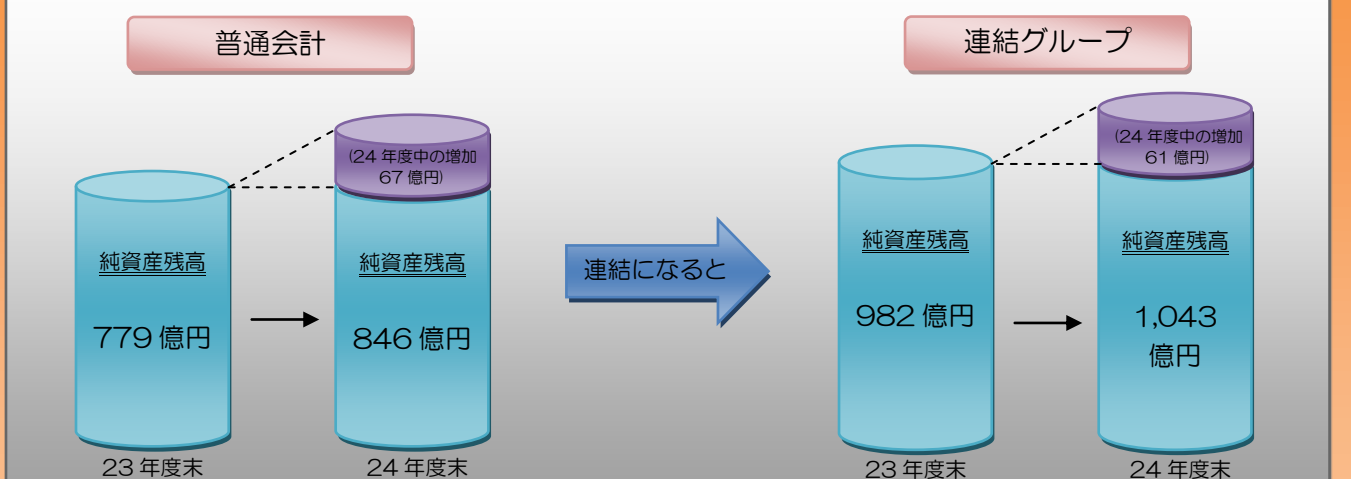 普通会計
連結グループ
(24 年度中の増加
67 億円)
純資産残高
779 億円
純資産残高
846 億円
23 年度末
24 年度末
連結になると
(24 年度中の増加
61 億円)
純資産残高
982 億円
純資産残高
1,043
億円
23 年度末
24 年度末